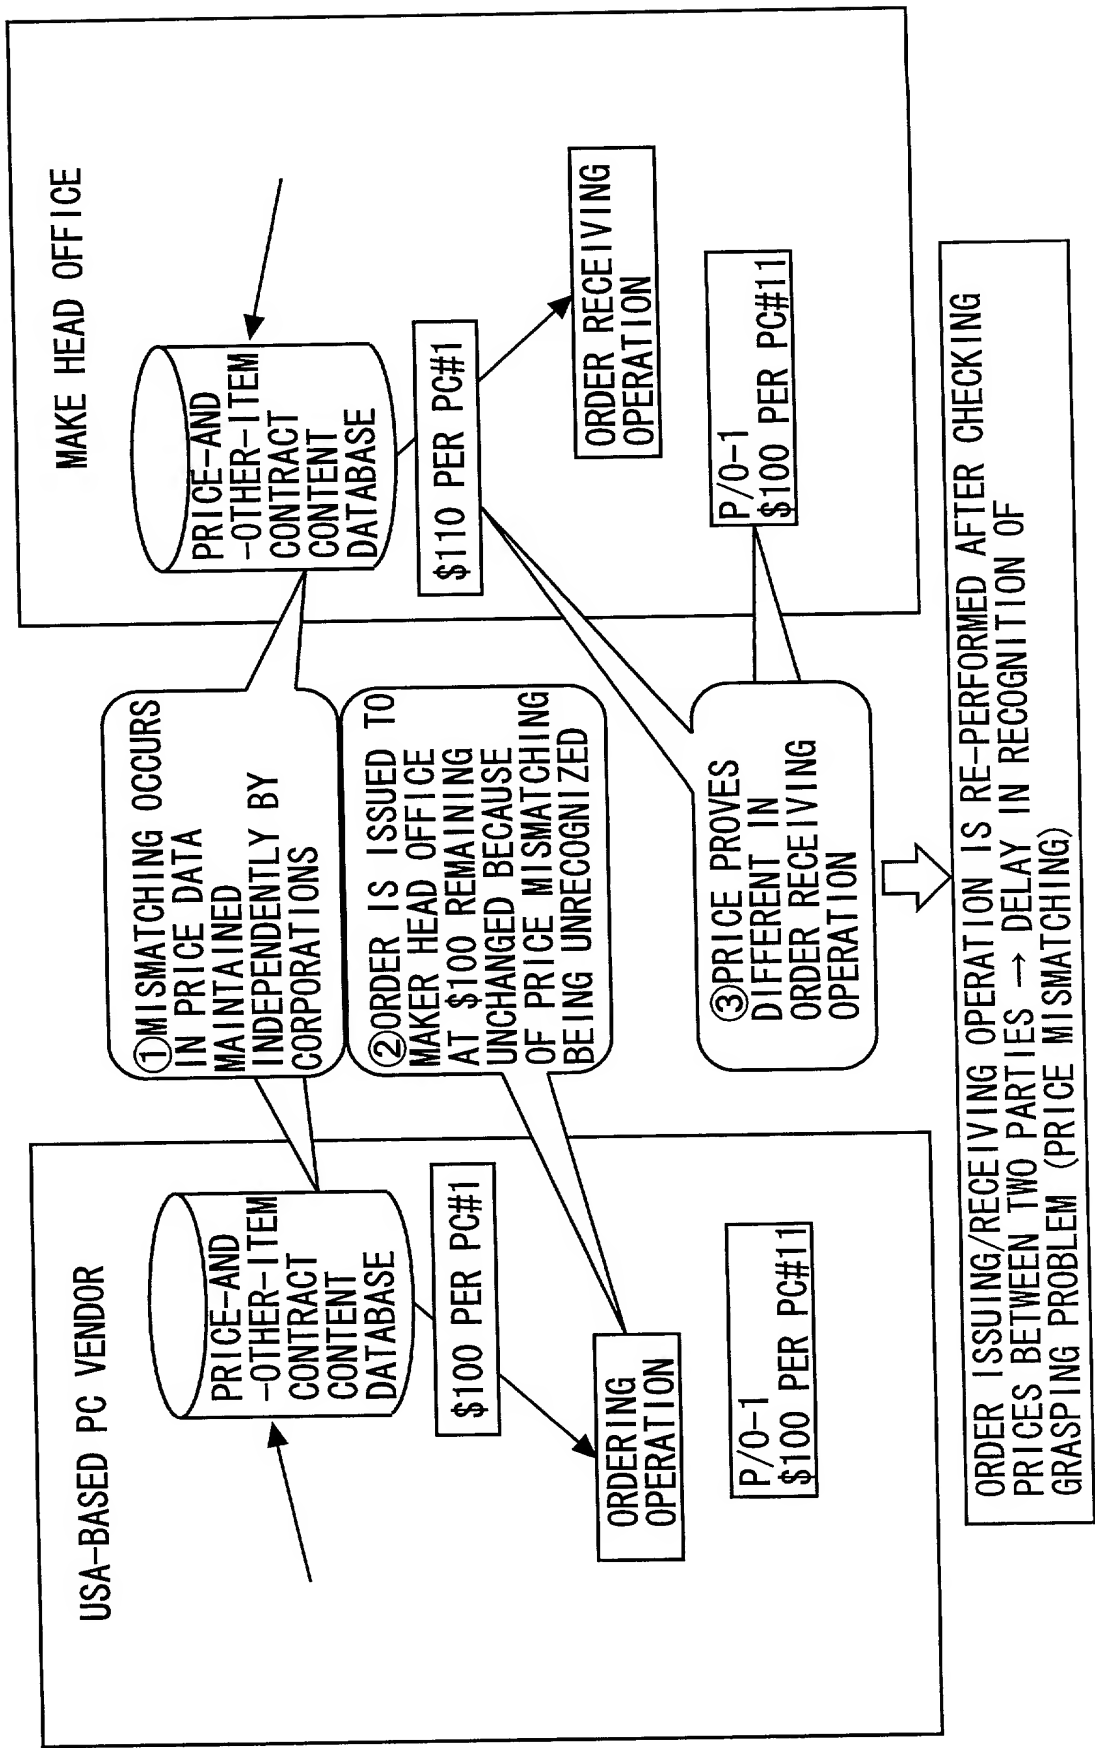 USA-BASED PC VENDOR
PRICE-AND
-OTHER-ITEM
CONTRACT
CONTENT
DATABASE
$100 PER PC#1
ORDERING
OPERATION
P/O-1
$100 PER PC#11
①MISMATCHING OCCURS
IN PRICE DATA
MAINTAINED
INDEPENDENTLY BY
CORPORATIONS
②ORDER IS ISSUED TO
MAKER HEAD OFFICE
AT $100 REMAINING
UNCHANGED BECAUSE
OF PRICE MISMATCHING
BEING UNRECOGNIZED
③PRICE PROVES
DIFFERENT IN
ORDER RECEIVING
OPERATION
MAKE HEAD OFFICE
PRICE-AND
-OTHER-ITEM
CONTRACT
CONTENT
DATABASE
$110 PER PC#1
ORDER RECEIVING
OPERATION
P/O-1
$100 PER PC#11
ORDER ISSUING/RECEIVING OPERATION IS RE-PERFORMED AFTER CHECKING
PRICES BETWEEN TWO PARTIES → DELAY IN RECOGNITION OF
GRASPING PROBLEM (PRICE MISMATCHING)